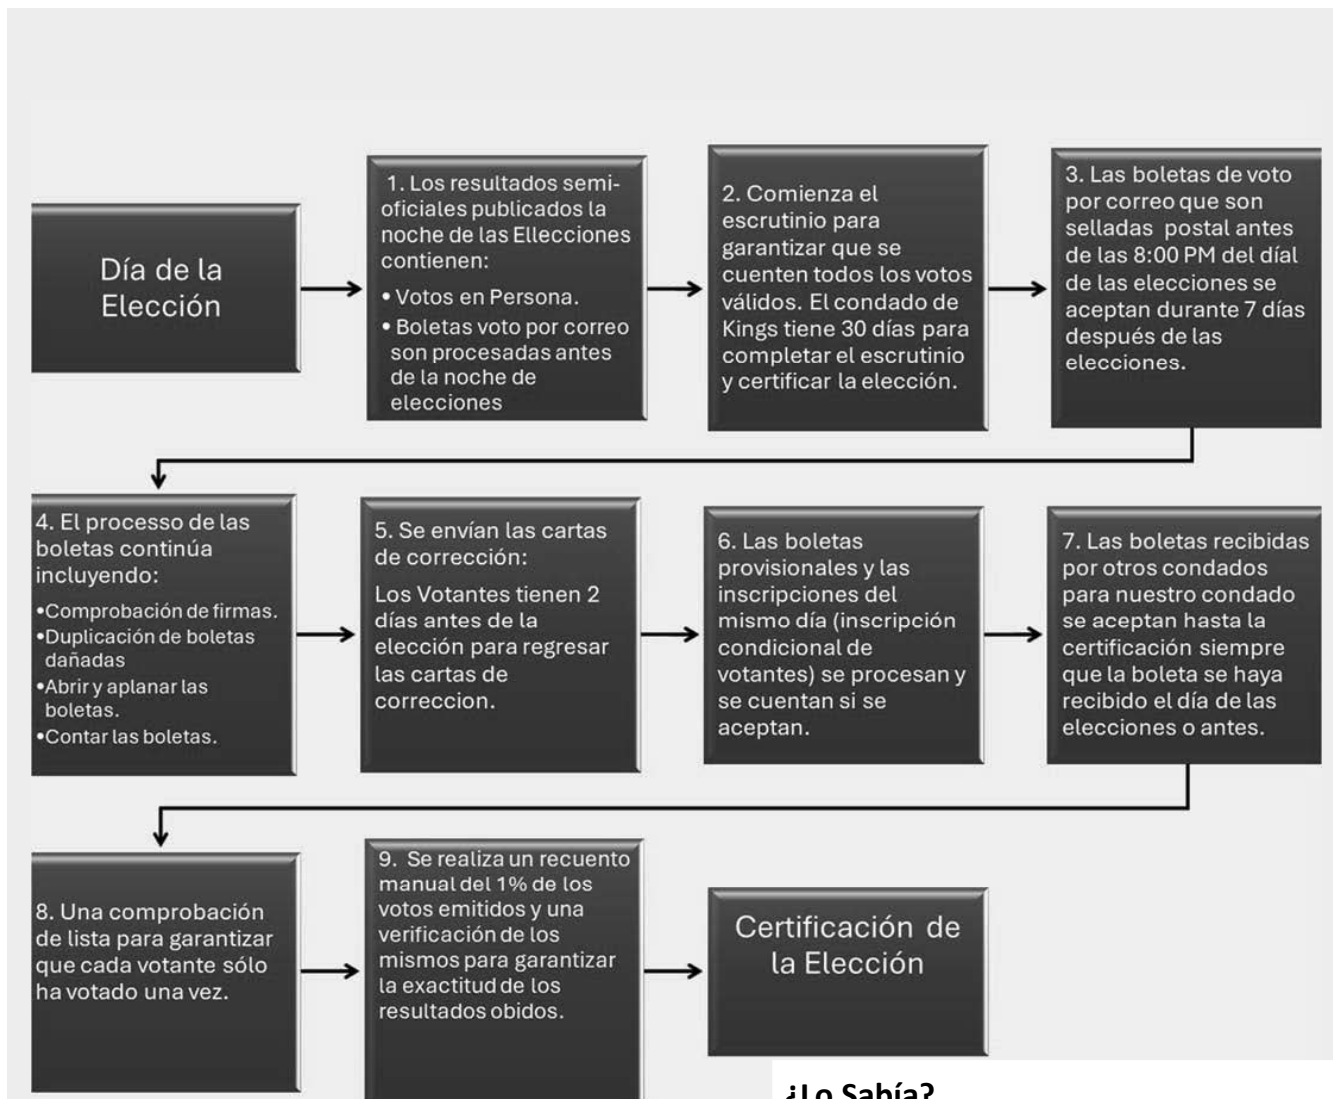 Día de la
Elección
1. Los resultados semi-
oficiales publicados la
noche de las Ellecciones
contienen:
• Votos en Persona.
• Boletas voto por correo
son procesadas antes
de la noche de
elecciones
2. Comienza el
escrutinio para
garantizar que se
cuenten todos los votos
válidos. El condado de
Kings tiene 30 días para
completar el escrutinio
y certificar la elección.
3. Las boletas de voto
por correo que son
selladas postal antes
de las 8:00 PM del díal
de las elecciones se
aceptan durante 7 días
después de las
elecciones.
4. El processo de las
boletas continúa
incluyendo:
•Comprobación de firmas.
•Duplicación de boletas
dañadas
•Abrir y aplanar las
boletas.
•Contar las boletas.
5. Se envían las cartas
de corrección:
Los Votantes tienen 2
días antes de la
elección para regresar
las cartas de
correccion.
6. Las boletas
provisionales y las
inscripciones del
mismo día (inscripción
condicional de
votantes) se procesan y
se cuentan si se
aceptan.
7. Las boletas recibidas
por otros condados
para nuestro condado
se aceptan hasta la
certificación siempre
que la boleta se haya
recibido el día de las
elecciones o antes.
8. Una comprobación
de lista para garantizar
que cada votante sólo
ha votado una vez.
9. Se realiza un recuento
manual del 1% de los
votos emitidos y una
verificación de los
mismos para garantizar
la exactitud de los
resultados obidos.
Certificación de
la Elección
¿Lo Sabía?